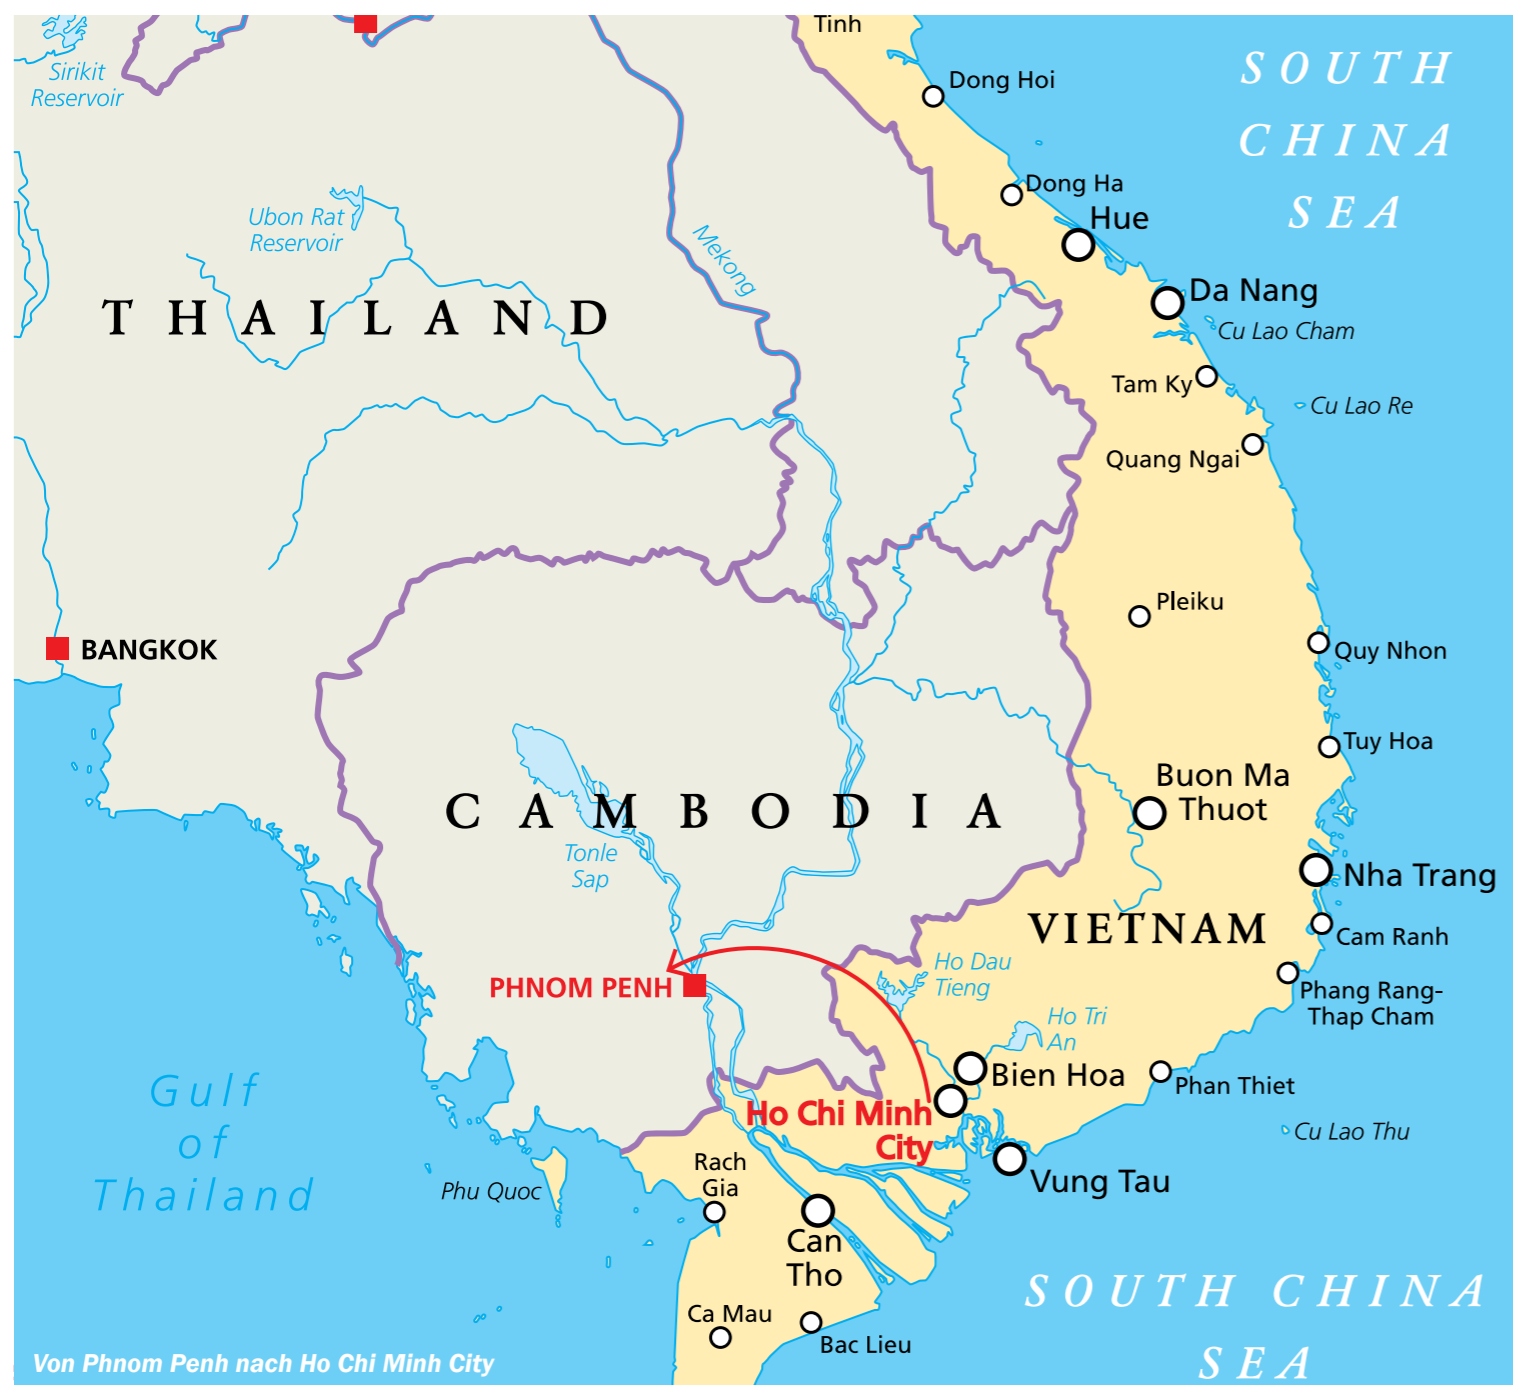 Tinh
SOUTH
CHINA
SEA
Sirikit
Reservoir
Dong Hoi
Dong Ha
Hue
Ubon Rat
Reservoir
Mekong
THAILAND
Da Nang
Cu Lao Cham
Tam Ky
Cu Lao Re
Quang Ngai
Pleiku
BANGKOK
Quy Nhon
Tuy Hoa
Buon Ma
Thuot
CAMBODIA
Tonle
Sap
Nha Trang
VIETNAM
Cam Ranh
Ho Dau
Tieng
PHNOM PENH
Phang Rang-
Thap Cham
Ho Tri
An
Bien Hoa
Phan Thiet
Gulf
of
Thailand
Ho Chi Minh
City
Cu Lao Thu
Rach
Gia
Phu Quoc
Vung Tau
Can
Tho
SOUTH CHINA
SEA
Ca Mau
Bac Lieu
Von Phnom Penh nach Ho Chi Minh City